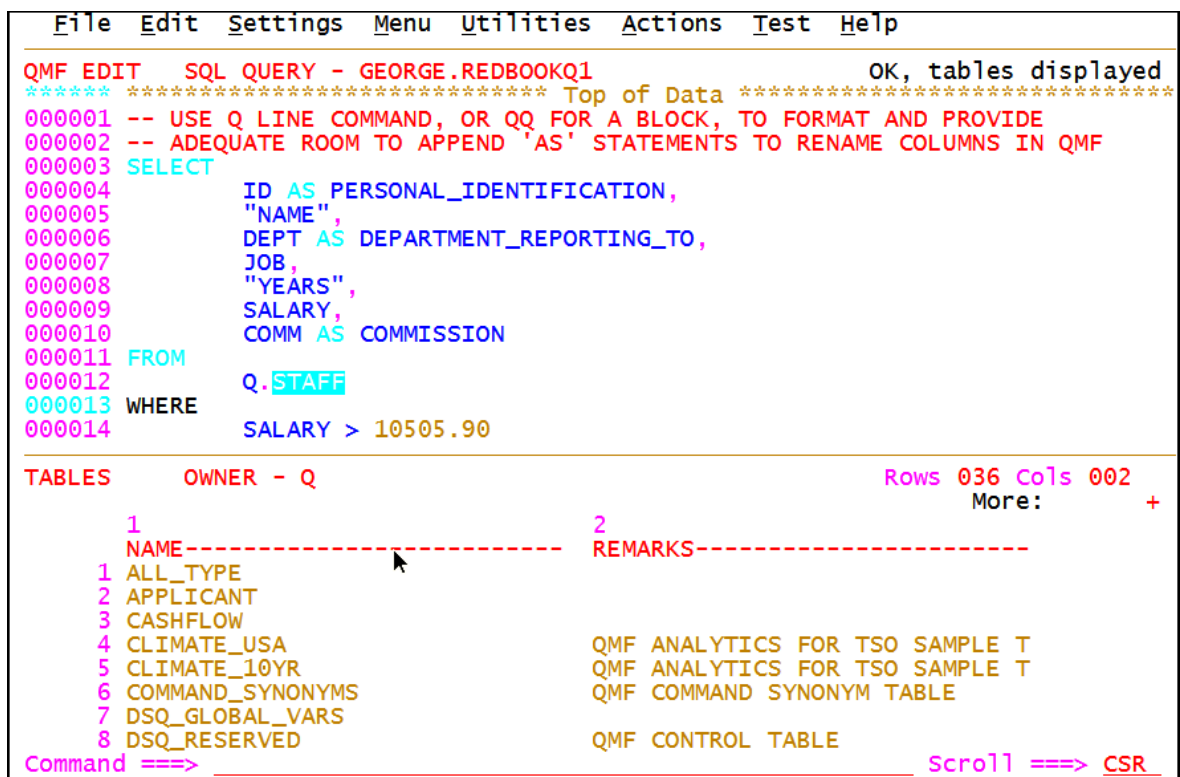 File Edit Settings Menu Utilities Actions Test Help
QMF EDIT SQL QUERY - GEORGE.REDBOOKQ1 OK, tables displayed
****** ***************************** Top of Data ******************************
000001 -- USE Q LINE COMMAND, OR QQ FOR A BLOCK, TO FORMAT AND PROVIDE
000002 -- ADEQUATE ROOM TO APPEND 'AS' STATEMENTS TO RENAME COLUMNS IN QMF
000003 SELECT
000004 ID AS PERSONAL_IDENTIFICATION,
000005 "NAME",
000006 DEPT AS DEPARTMENT_REPORTING_TO,
000007 JOB,
000008 "YEARS",
000009 SALARY,
000010 COMM AS COMMISSION
000011 FROM
000012 Q.STAFF
000013 WHERE
000014 SALARY > 10505.90
TABLES OWNER - Q Rows 036 Cols 002
More: +
1 2
NAME-------------------------- REMARKS-----------------------
1 ALL_TYPE
2 APPLICANT
3 CASHFLOW
4 CLIMATE_USA QMF ANALYTICS FOR TSO SAMPLE T
5 CLIMATE_10YR QMF ANALYTICS FOR TSO SAMPLE T
6 COMMAND_SYNONYMS QMF COMMAND SYNONYM TABLE
7 DSQ_GLOBAL_VARS
8 DSQ_RESERVED QMF CONTROL TABLE
Command ===> Scroll ===> CSR